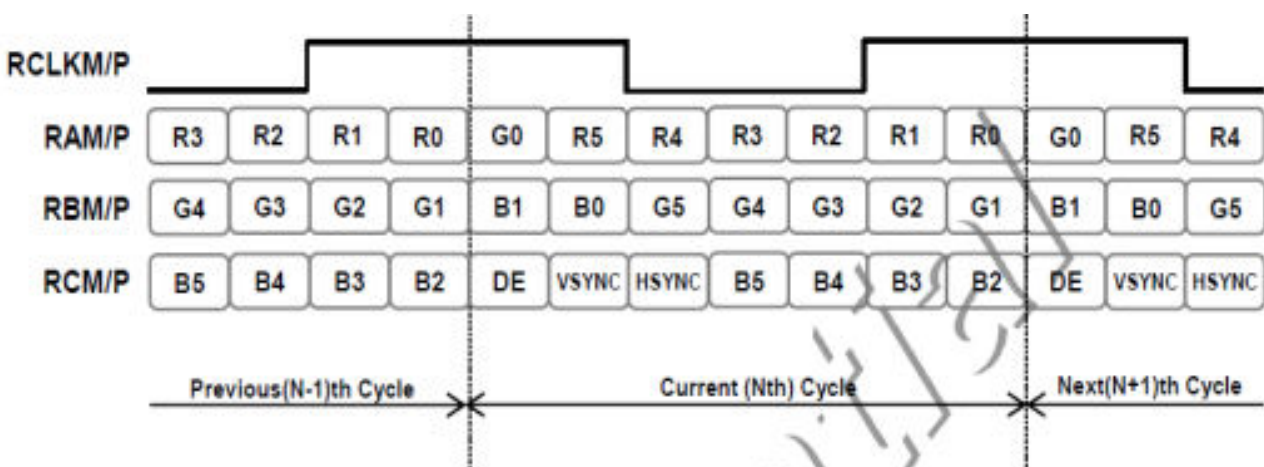 RCLKM/P
RAM/P R3 R2 R1 R0 G0 R5 R4 R3 R2 R1 R0 G0 R5 R4
RBM/P G4 G3 G2 G1 B1 B0 G5 G4 G3 G2 G1 B1 B0 G5
RCM/P B5 B4 B3 B2 DE VSYNC HSYNC B5 B4 B3 B2 DE VSYNC HSYNC
Previous(N-1)th Cycle Current (Nth) Cycle Next(N+1)th Cycle